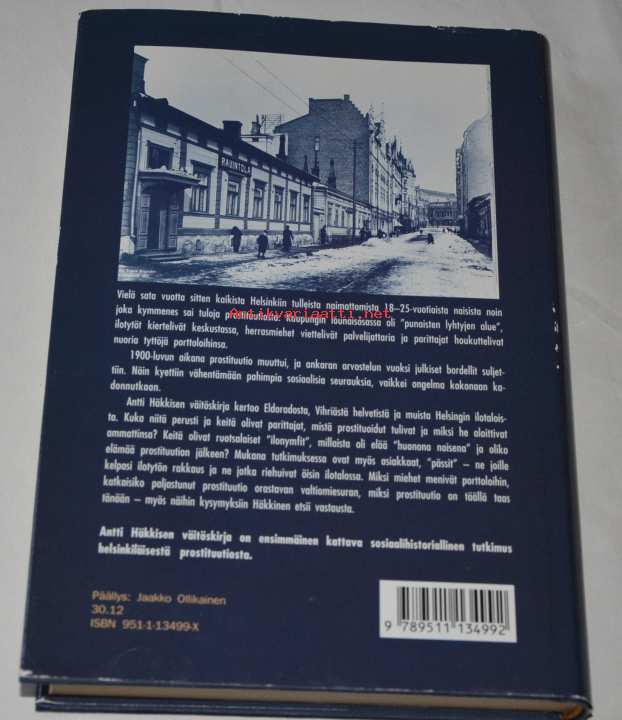 RAVINTOLA
Antikvariaatti.net
Vielä sata vuotta sitten kaikista Helsinkiin tulleista naimattomista 18–25-vuotiaista naisista noin
joka kymmenes sai tuloja prostituutiosta. Kaupungin lounaisosassa oli "punaisten lyhtyjen alue",
ilotytöt kiertelivät keskustassa, herrasmiehet viettelivät palvelijattaria ja parittajat houkuttelivat
nuoria tyttöjä porttoloihinsa.
1900-luvun aikana prostituutio muuttui, ja ankaran arvostelun vuoksi julkiset bordellit suljet-
tiin. Näin kyettiin vähentämään pahimpia sosiaalisia seurauksia, vaikkei ongelma kokonaan ka-
donnutkaan.
Antti Häkkisen väitöskirja kertoo Eldoradosta, Vihriästä helvetistä ja muista Helsingin ilotalois-
ta. Kuka niitä perusti ja keitä olivat parittajat, mistä prostituoidut tulivat ja miksi he aloittivat
ammattinsa? Keitä olivat ruotsalaiset "ilonymfit", millaista oli elää "huonona naisena" ja oliko
elämää prostituution jälkeen? Mukana tutkimuksessa ovat myös asiakkaat, "pässit" – ne joille
kelpasi ilotytön rakkaus ja ne jotka riehuivat öisin ilotalossa. Miksi miehet menivät porttoloihin,
katkaisiko paljastunut prostituutio orastavan valtiomiesuran, miksi prostituutio on täällä taas
tänään – myös näihin kysymyksiin Häkkinen etsii vastausta.
Antti Häkkisen väitöskirja on ensimmäinen kattava sosiaalihistoriallinen tutkimus
helsinkiläisestä prostituutiosta.
Päällys: Jaakko Ollikainen
30.12
ISBN 951-1-13499-X
9 789511 134992